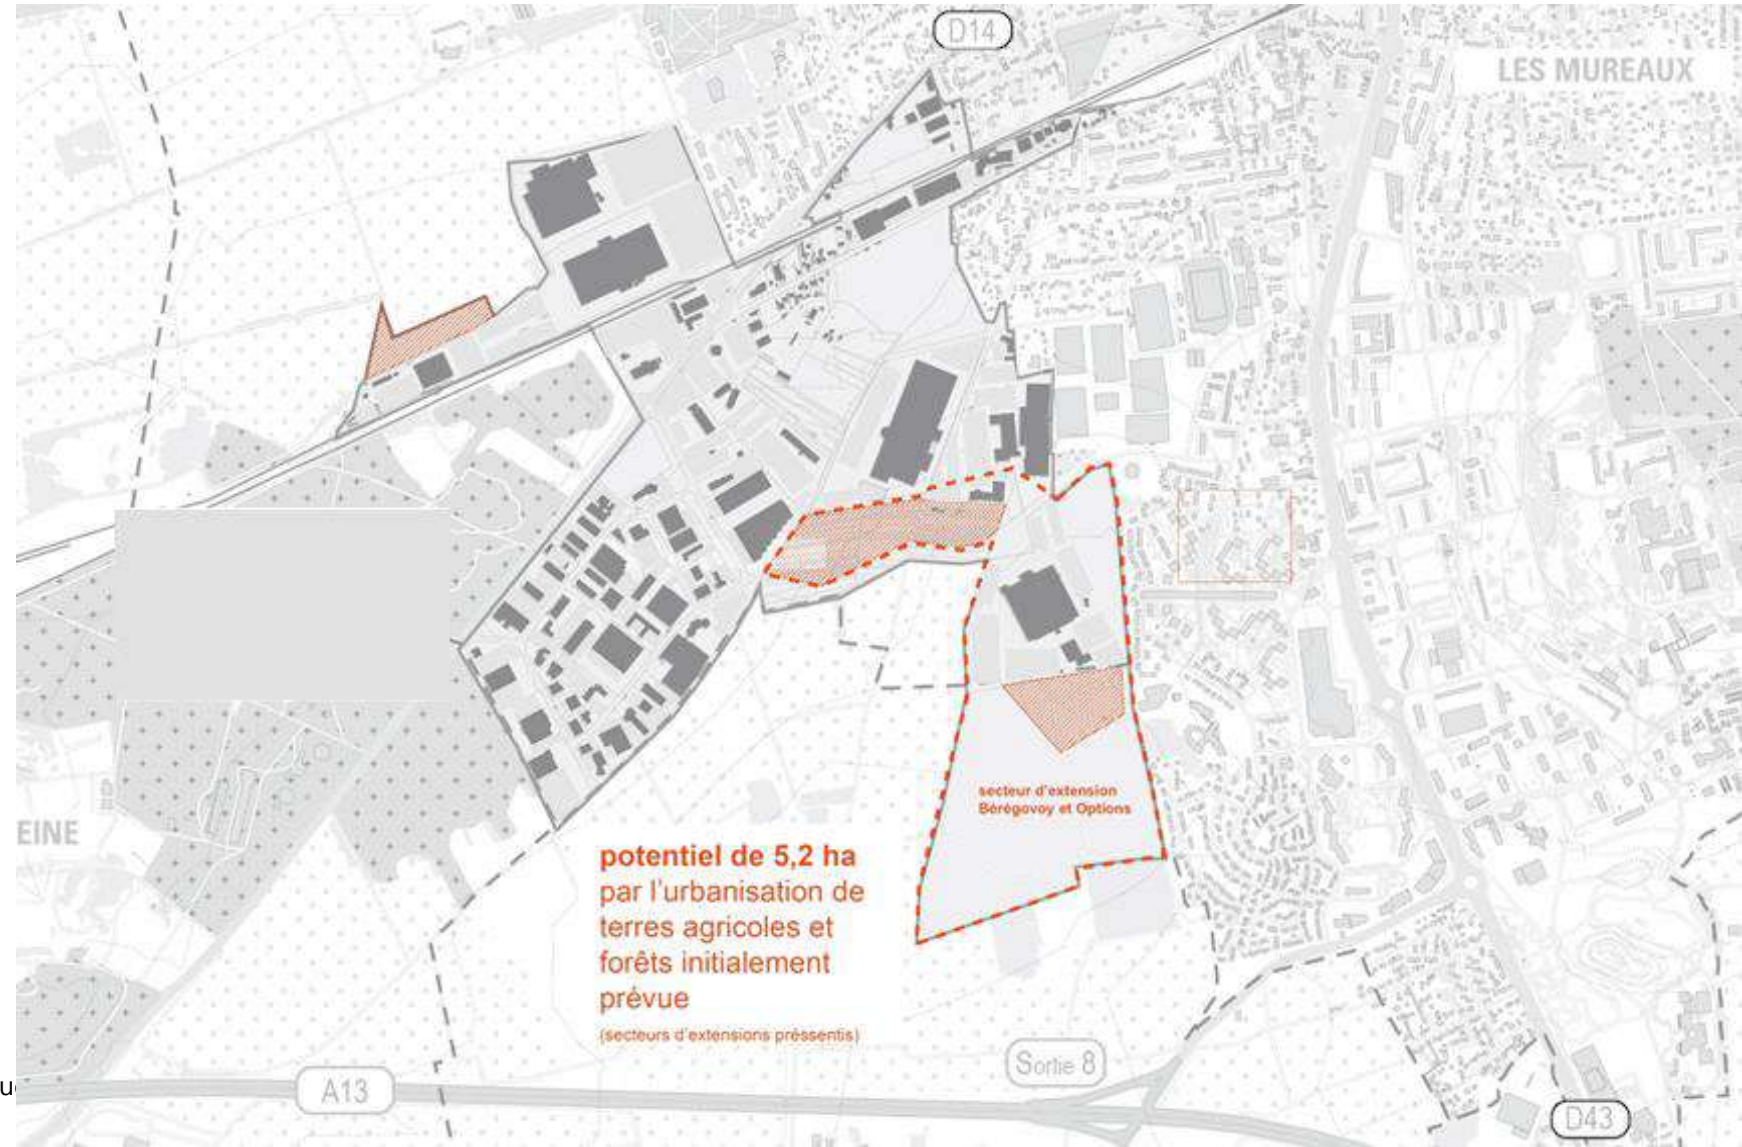 D14
LES MUREAUX
secteur d'extension
Bérégovoy et Options
EINE
potentiel de 5,2 ha
par l'urbanisation de
terres agricoles et
forêts initialement
prévue
(secteurs d'extensions préssentis)
Sortie 8
A13
D43